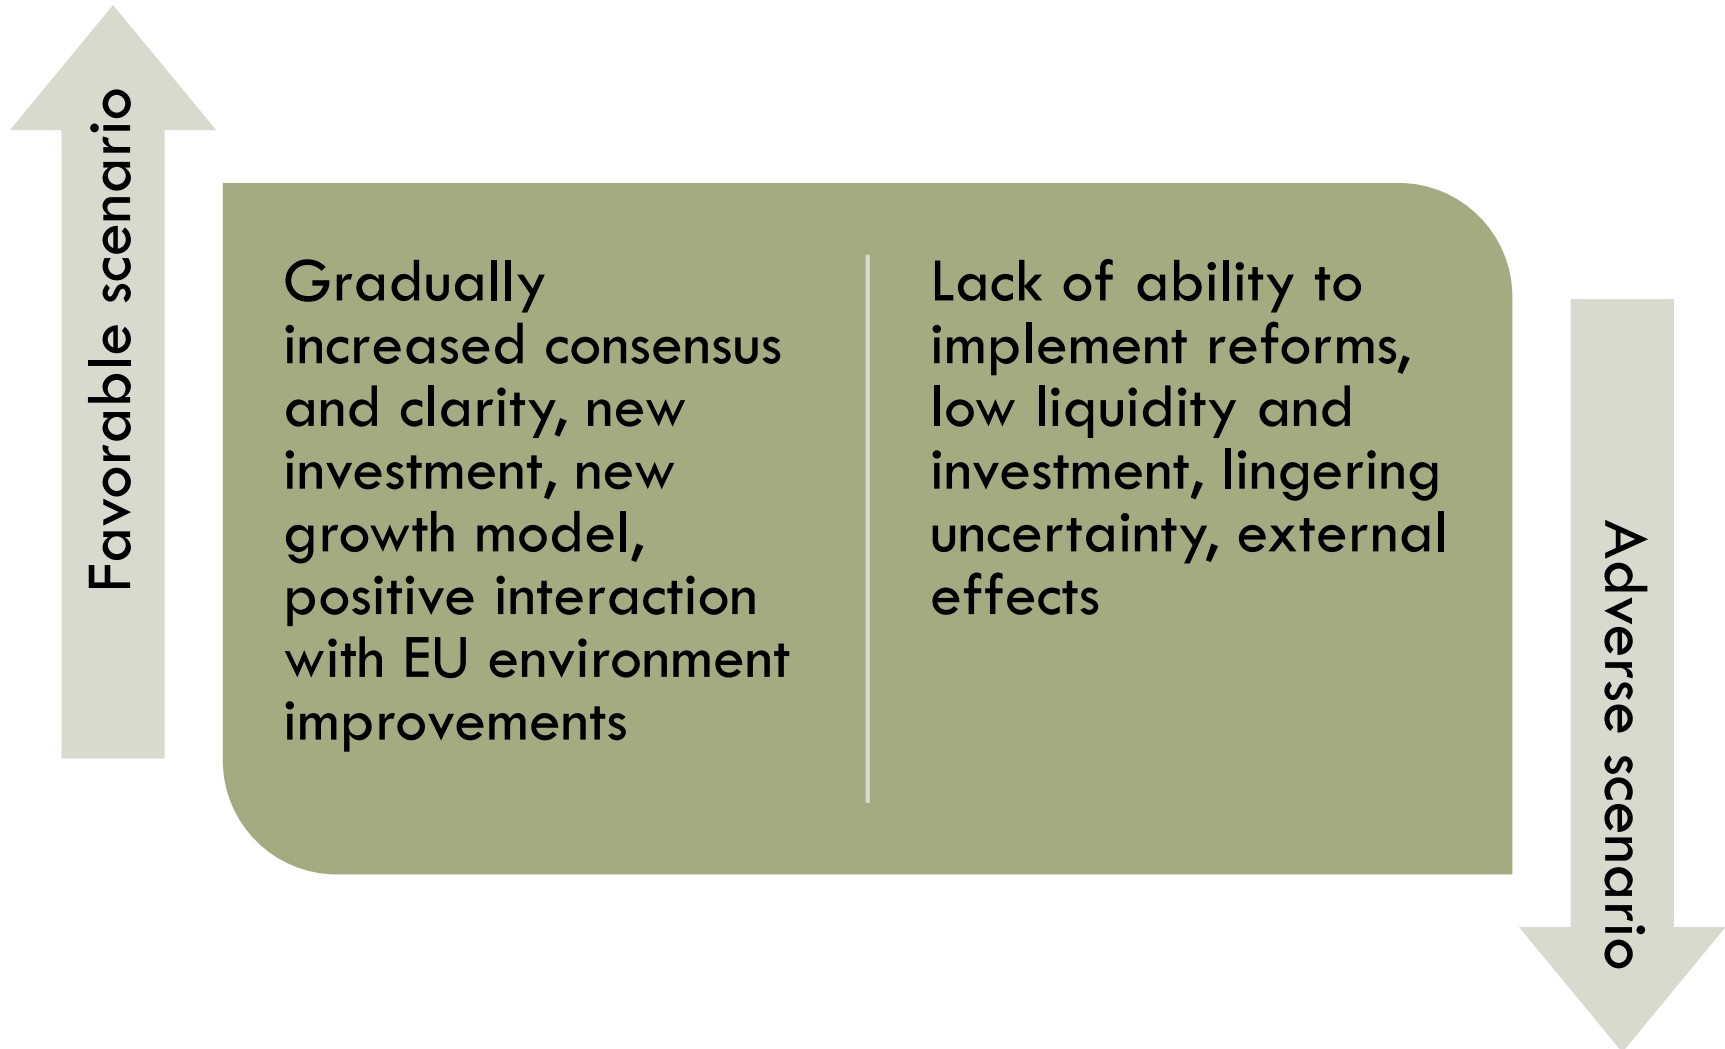 Favorable scenario
Gradually
increased consensus
and clarity, new
investment, new
growth model,
positive interaction
with EU environment
improvements
Lack of ability to
implement reforms,
low liquidity and
investment, lingering
uncertainty, external
effects
Adverse scenario